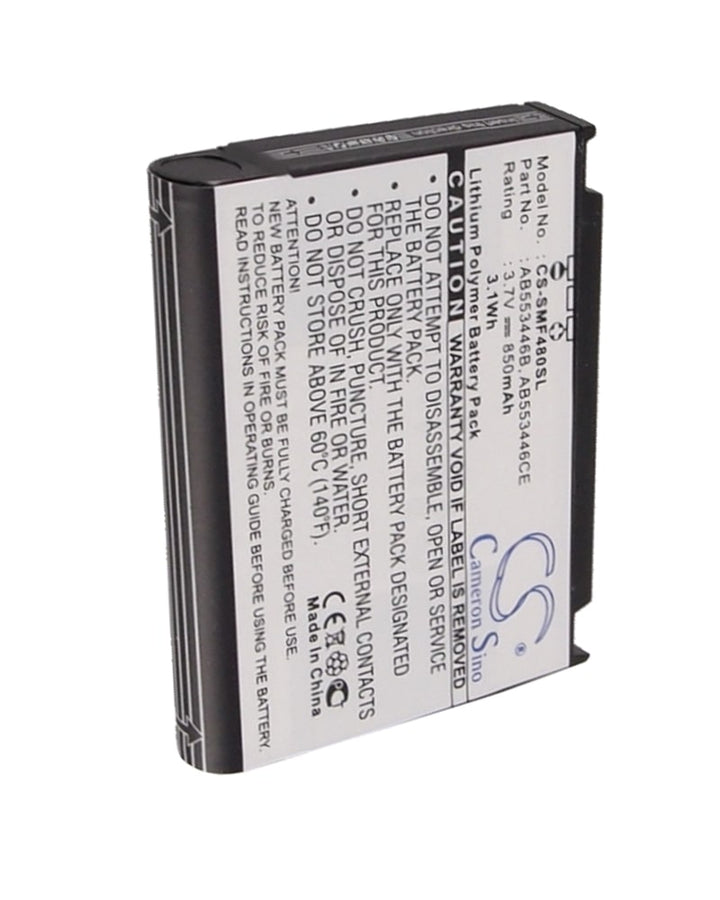 Model No. : CS-SMF480SL
Part No. : AB553446B, AB553446CE
Rating : 3.7V 850mAh
3.1Wh
Lithium Polymer Battery Pack
CS
®
Cameron Sino
CAUTION WARRANTY VOID IF LABEL IS REMOVED
• DO NOT ATTEMPT TO DISASSEMBLE, OPEN OR SERVICE
• REPLACE ONLY WITH THE BATTERY PACK DESIGNATED
FOR THIS PRODUCT.
• DO NOT CRUSH, PUNCTURE, SHORT EXTERNAL CONTACTS
OR DISPOSE OF IN FIRE OR WATER.
• DO NOT STORE ABOVE 60°C (140°F).
CE
Made In China
ATTENTION!
NEW BATTERY PACK MUST BE FULLY CHARGED BEFORE USE.
TO REDUCE RISK OF FIRE OR BURNS.
READ INSTRUCTIONS IN YOUR OPERATING GUIDE BEFORE USING THE BATTERY.